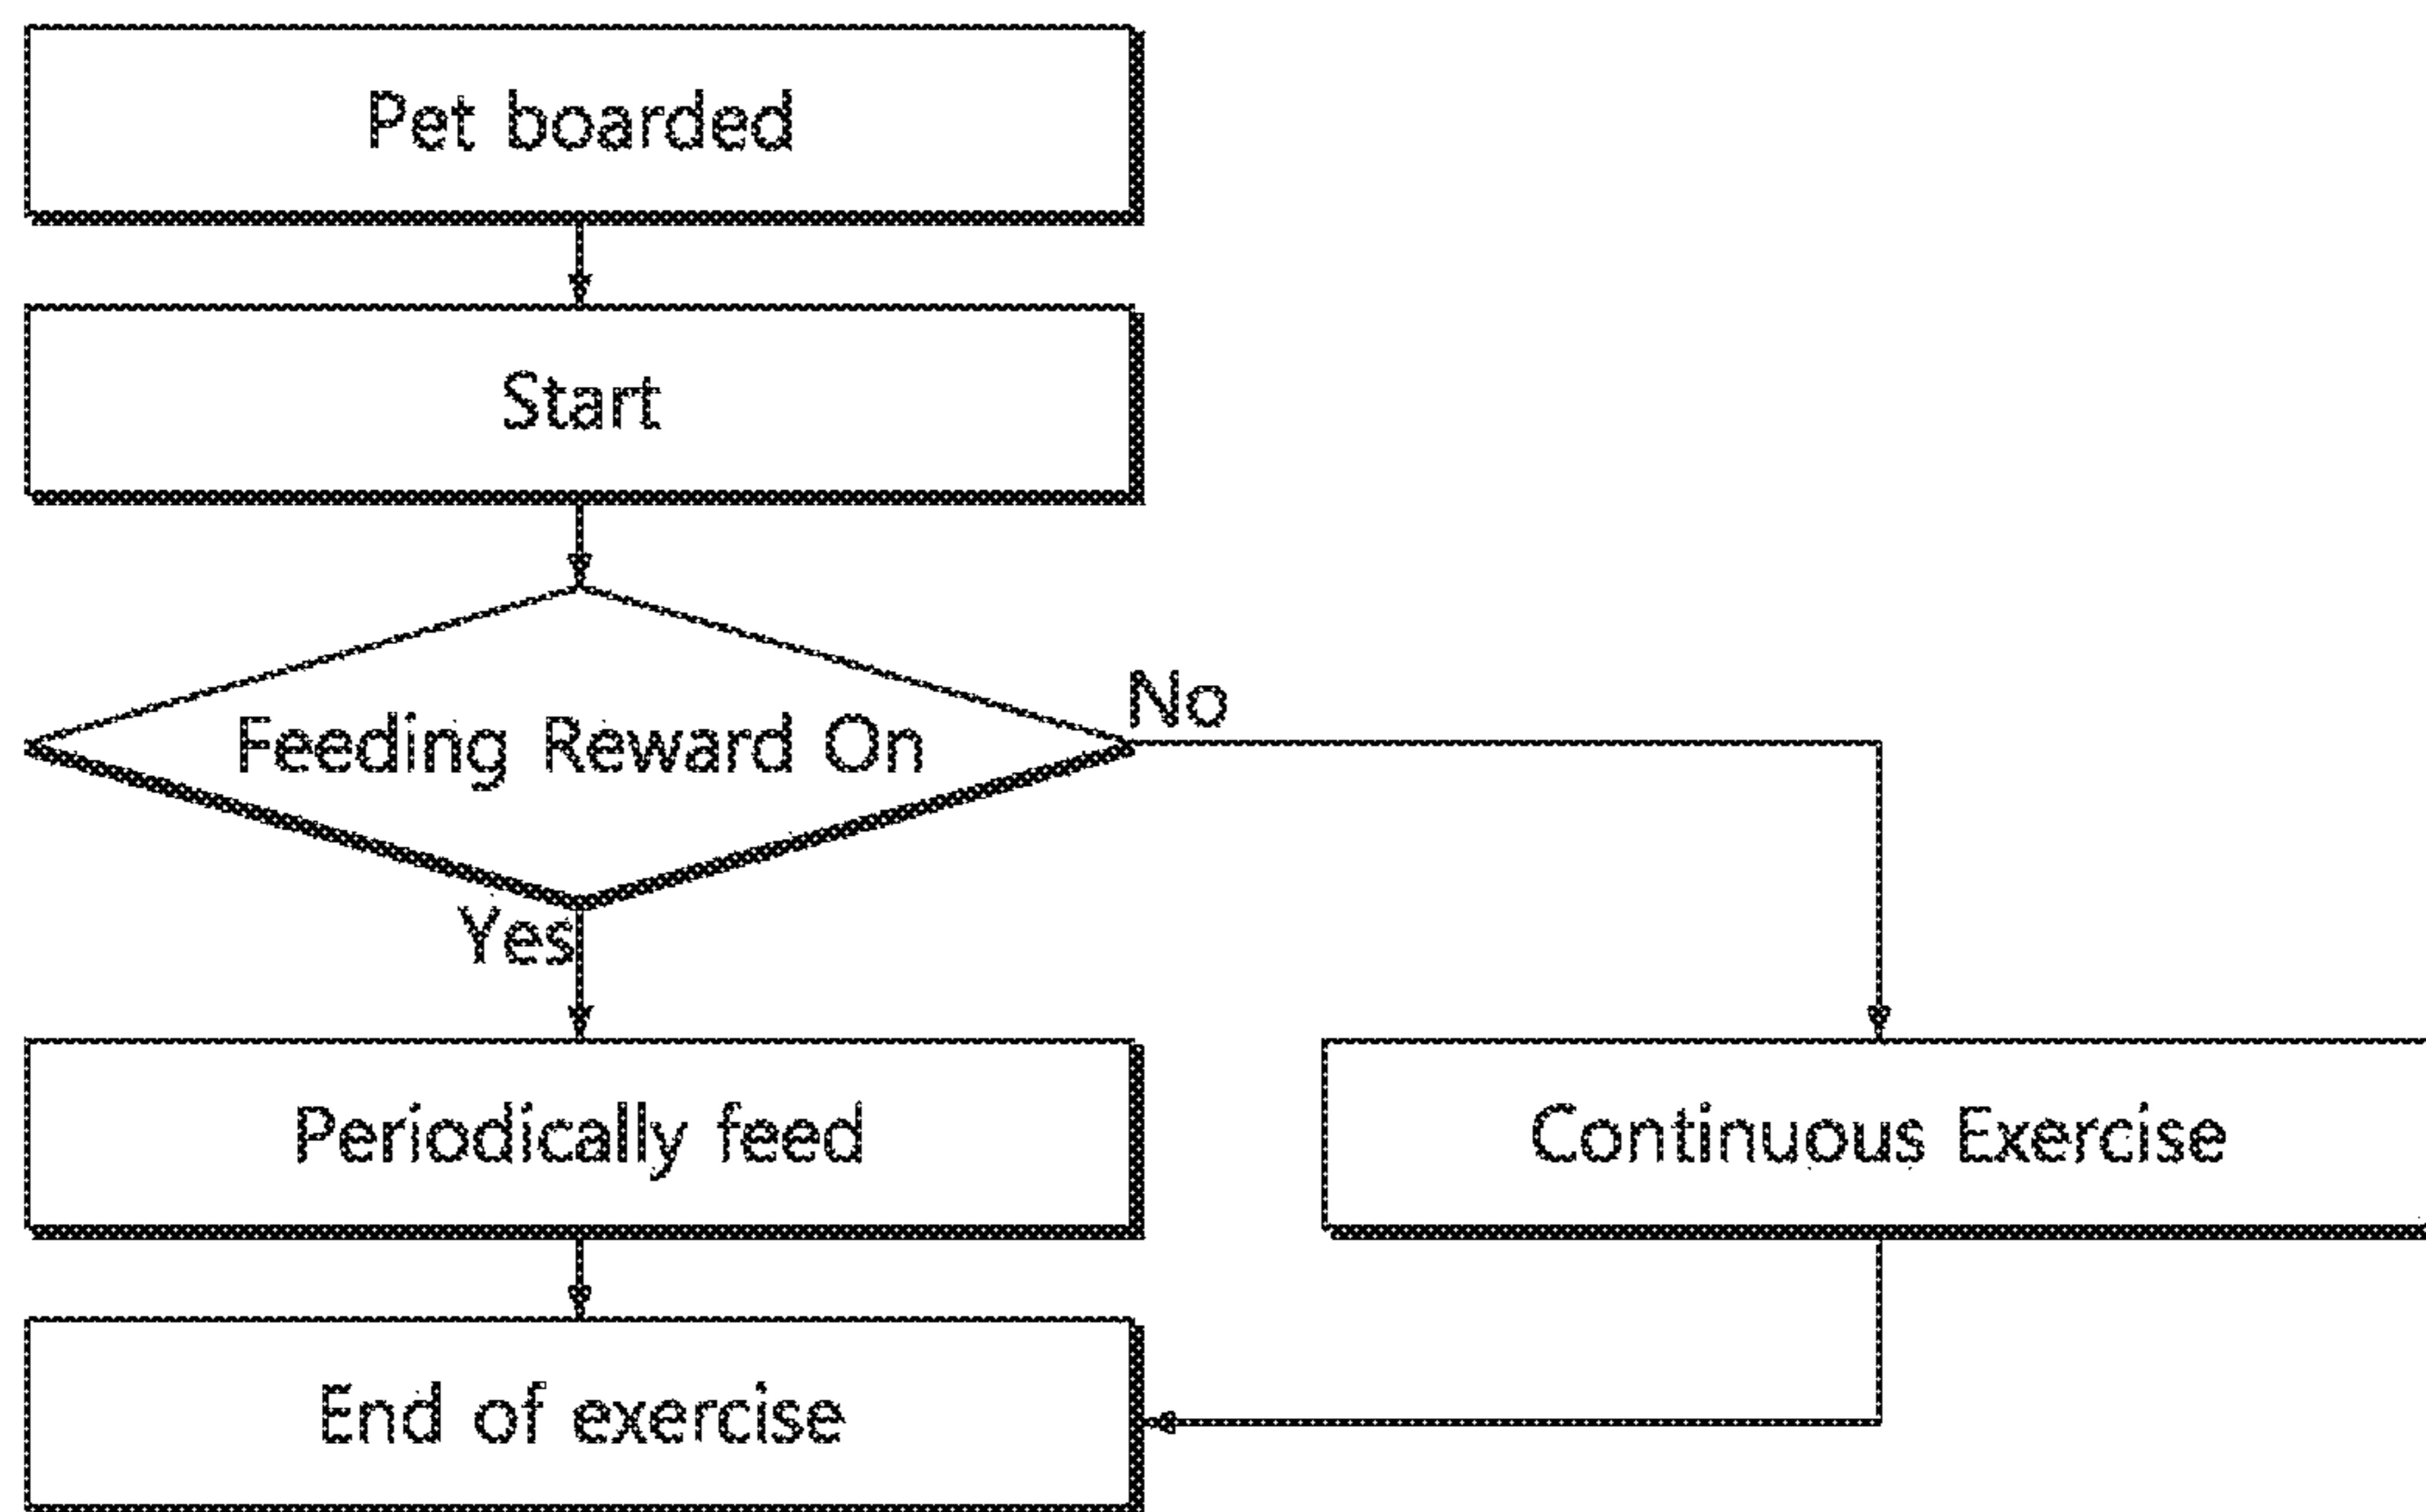 Pet boarded
Start
Feeding Reward On
No
Yes
Periodically feed
Continuous Exercise
End of exercise